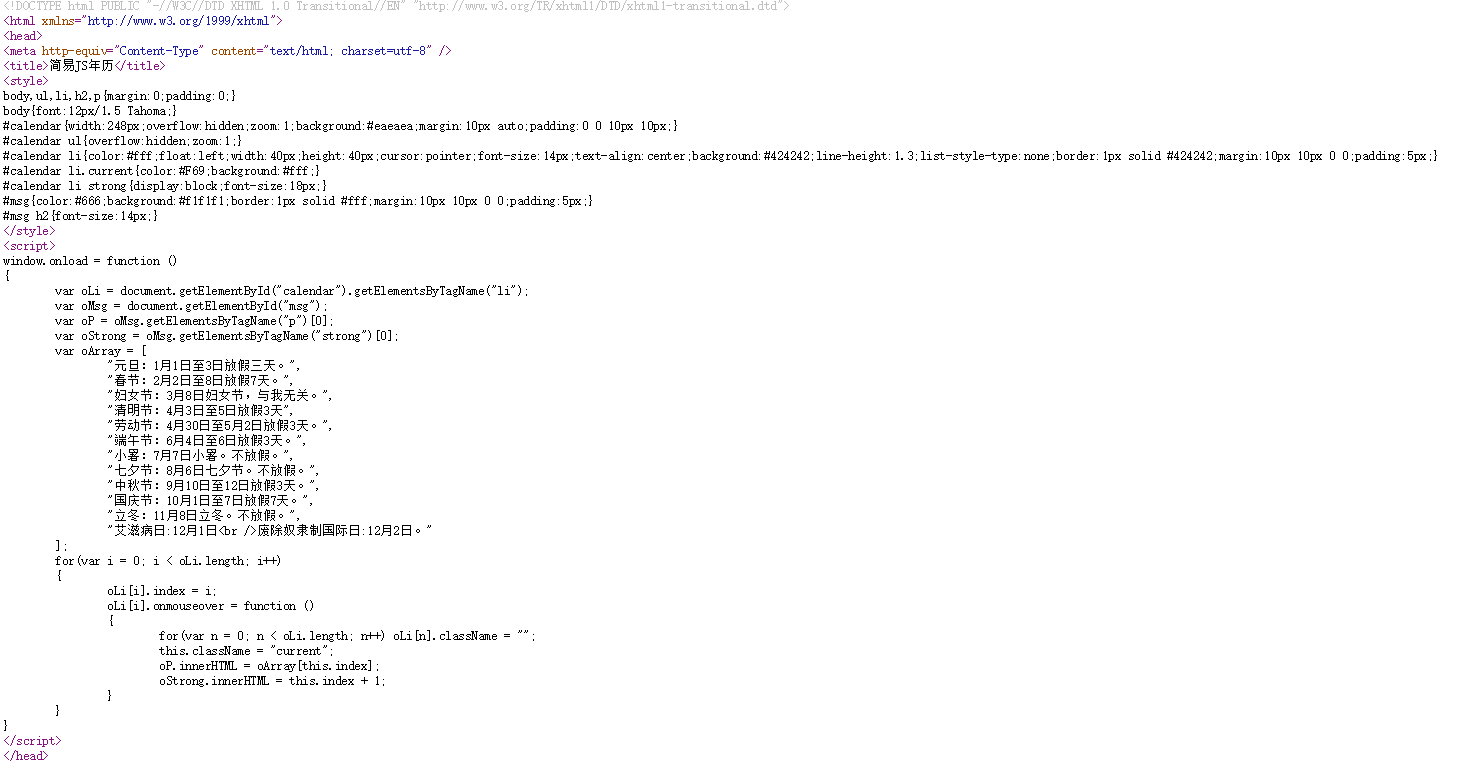 <!DOCTYPE html PUBLIC "-//W3C//DTD XHTML 1.0 Transitional//EN" "http://www.w3.org/TR/xhtml1/DTD/xhtml1-transitional.dtd">
<html xmlns="http://www.w3.org/1999/xhtml">
<head>
<meta http-equiv="Content-Type" content="text/html; charset=utf-8" />
<title>简易JS年历</title>
<style>
body,ul,li,h2,p{margin:0;padding:0;}
body{font:12px/1.5 Tahoma;}
#calendar{width:248px;overflow:hidden;zoom:1;background:#eaeaea;margin:10px auto;padding:0 0 10px 10px;}
#calendar ul{overflow:hidden;zoom:1;}
#calendar li{color:#fff;float:left;width:40px;height:40px;cursor:pointer;font-size:14px;text-align:center;background:#424242;line-height:1.3;list-style-type:none;border:1px solid #424242;margin:10px 10px 0 0;padding:5px;}
#calendar li.current{color:#F69;background:#fff;}
#calendar li strong{display:block;font-size:18px;}
#msg{color:#666;background:#f1f1f1;border:1px solid #fff;margin:10px 10px 0 0;padding:5px;}
#msg h2{font-size:14px;}
</style>
<script>
window.onload = function ()
{
var oLi = document.getElementById("calendar").getElementsByTagName("li");
var oMsg = document.getElementById("msg");
var oP = oMsg.getElementsByTagName("p")[0];
var oStrong = oMsg.getElementsByTagName("strong")[0];
var oArray = [
"元旦：1月1日至3日放假三天。",
"春节：2月2日至8日放假7天。",
"妇女节：3月8日妇女节，与我无关。",
"清明节：4月3日至5日放假3天",
"劳动节：4月30日至5月2日放假3天。",
"端午节：6月4日至6日放假3天。",
"小署：7月7日小署。不放假。",
"七夕节：8月6日七夕节。不放假。",
"中秋节：9月10日至12日放假3天。",
"国庆节：10月1日至7日放假7天。",
"立冬：11月8日立冬。不放假。",
"艾滋病日:12月1日<br />废除奴隶制国际日:12月2日。"
];
for(var i = 0; i < oLi.length; i++)
{
oLi[i].index = i;
oLi[i].onmouseover = function ()
{
for(var n = 0; n < oLi.length; n++) oLi[n].className = "";
this.className = "current";
oP.innerHTML = oArray[this.index];
oStrong.innerHTML = this.index + 1;
}
}
}
</script>
</head>